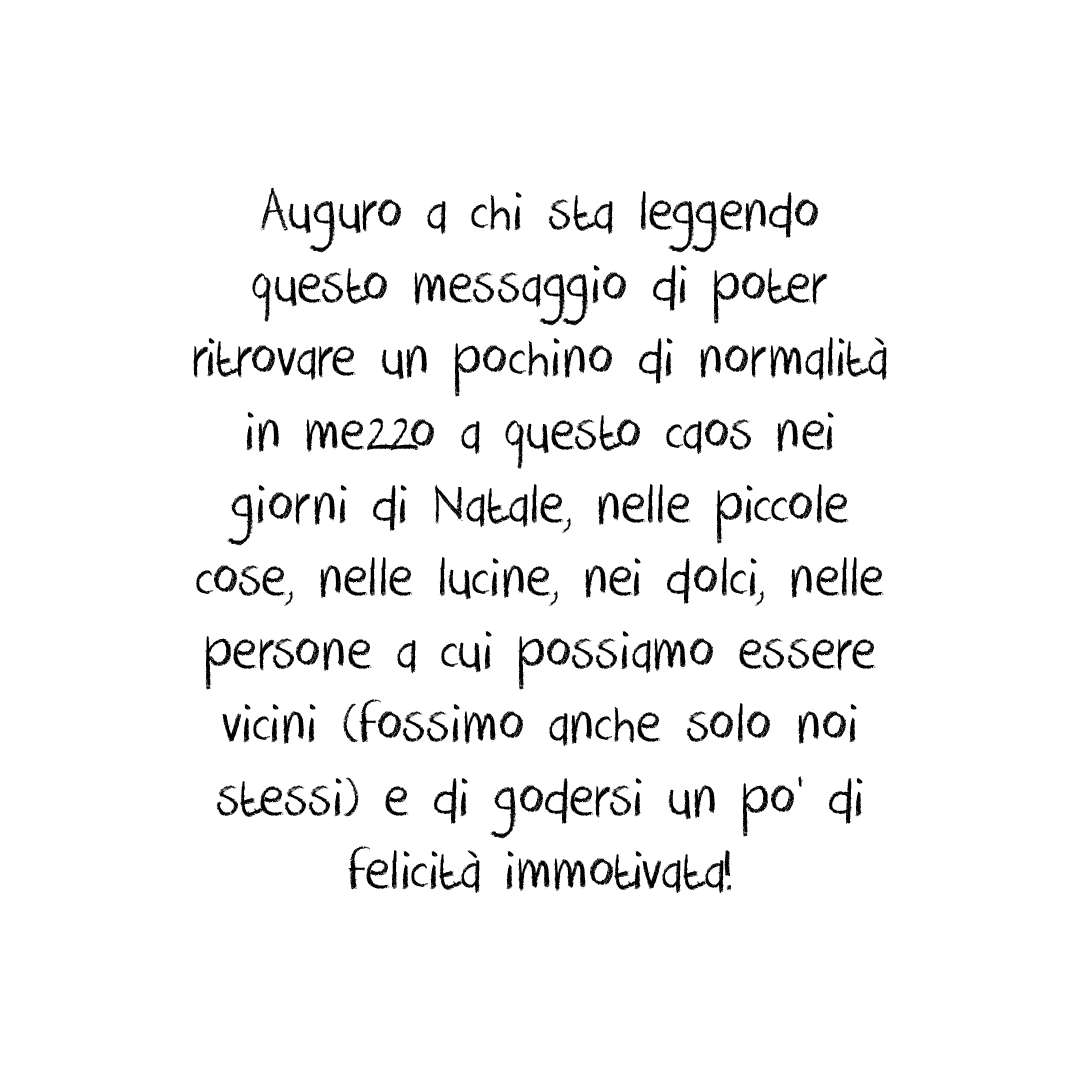 Auguro a chi sta leggendo
questo messaggio di poter
ritrovare un pochino di normalità
in mezzo a questo caos nei
giorni di Natale, nelle piccole
cose, nelle lucine, nei dolci, nelle
persone a cui possiamo essere
vicini (fossimo anche solo noi
stessi) e di godersi un po' di
felicità immotivata!